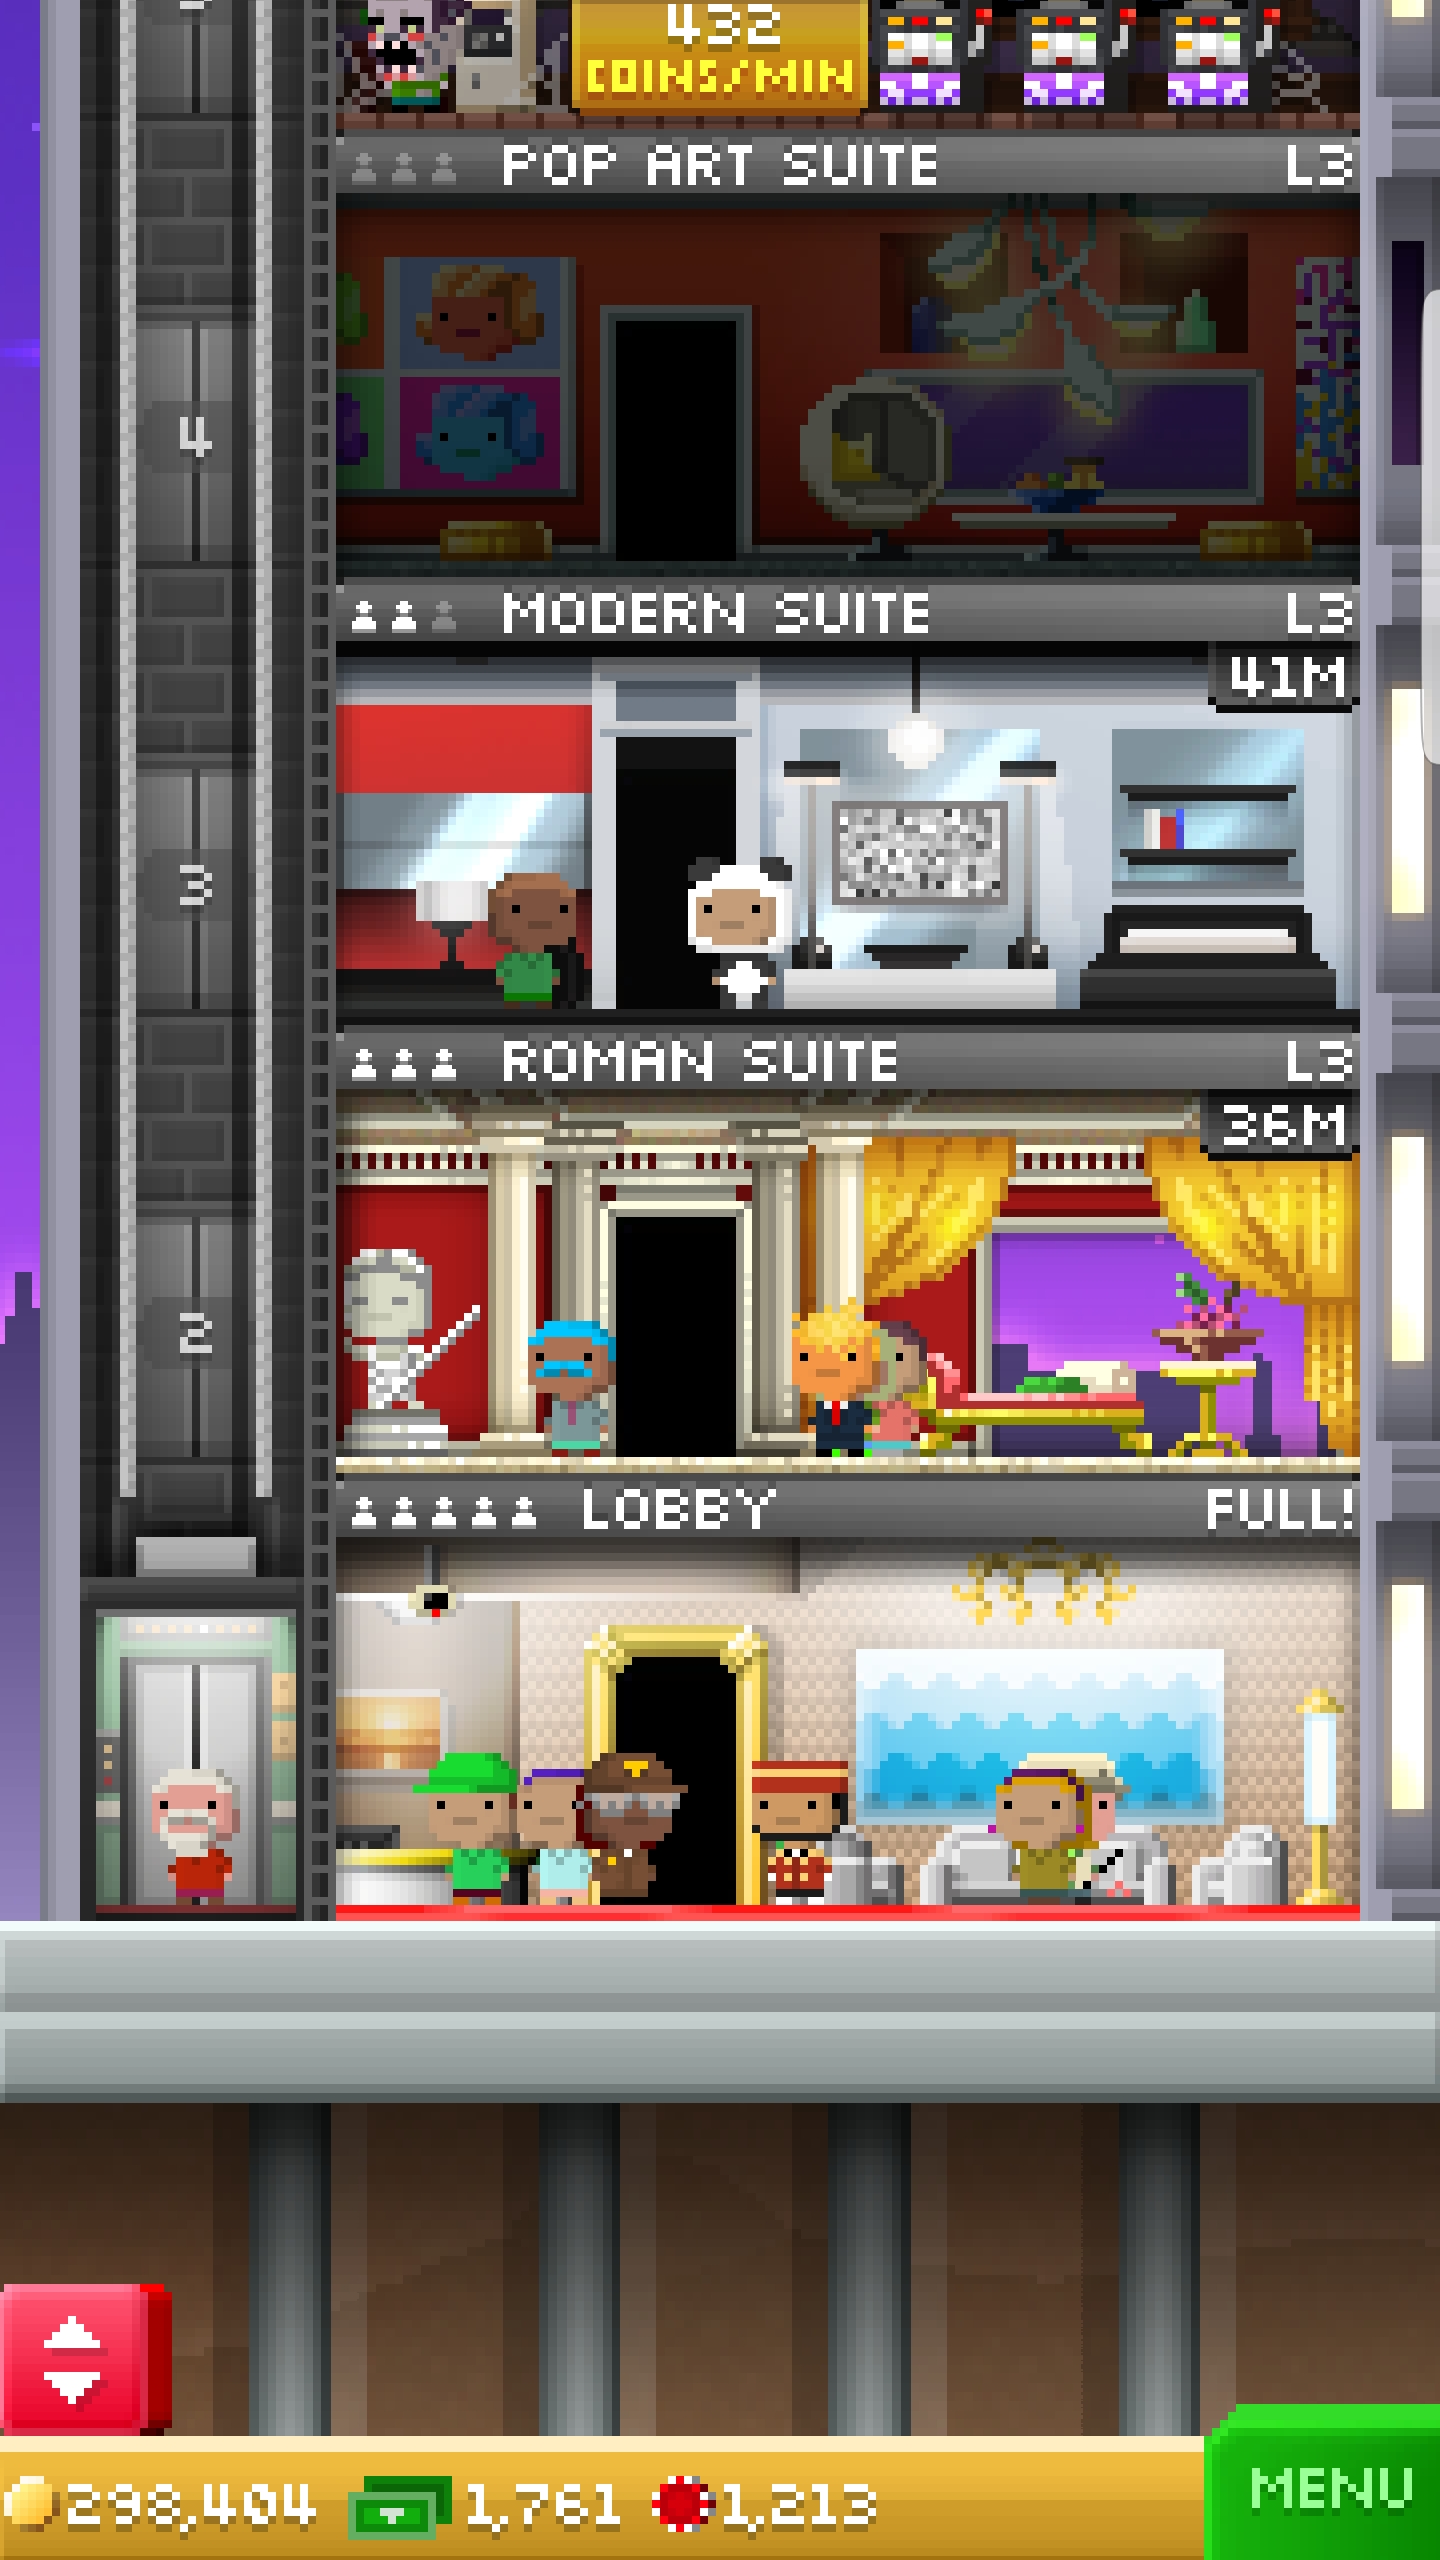 432
COINS/MIN
POP ART SUITE L3
4
MODERN SUITE L3
41M
3
ROMAN SUITE L3
36M
2
LOBBY FULL!
298,404 1,761 1,213
MENU